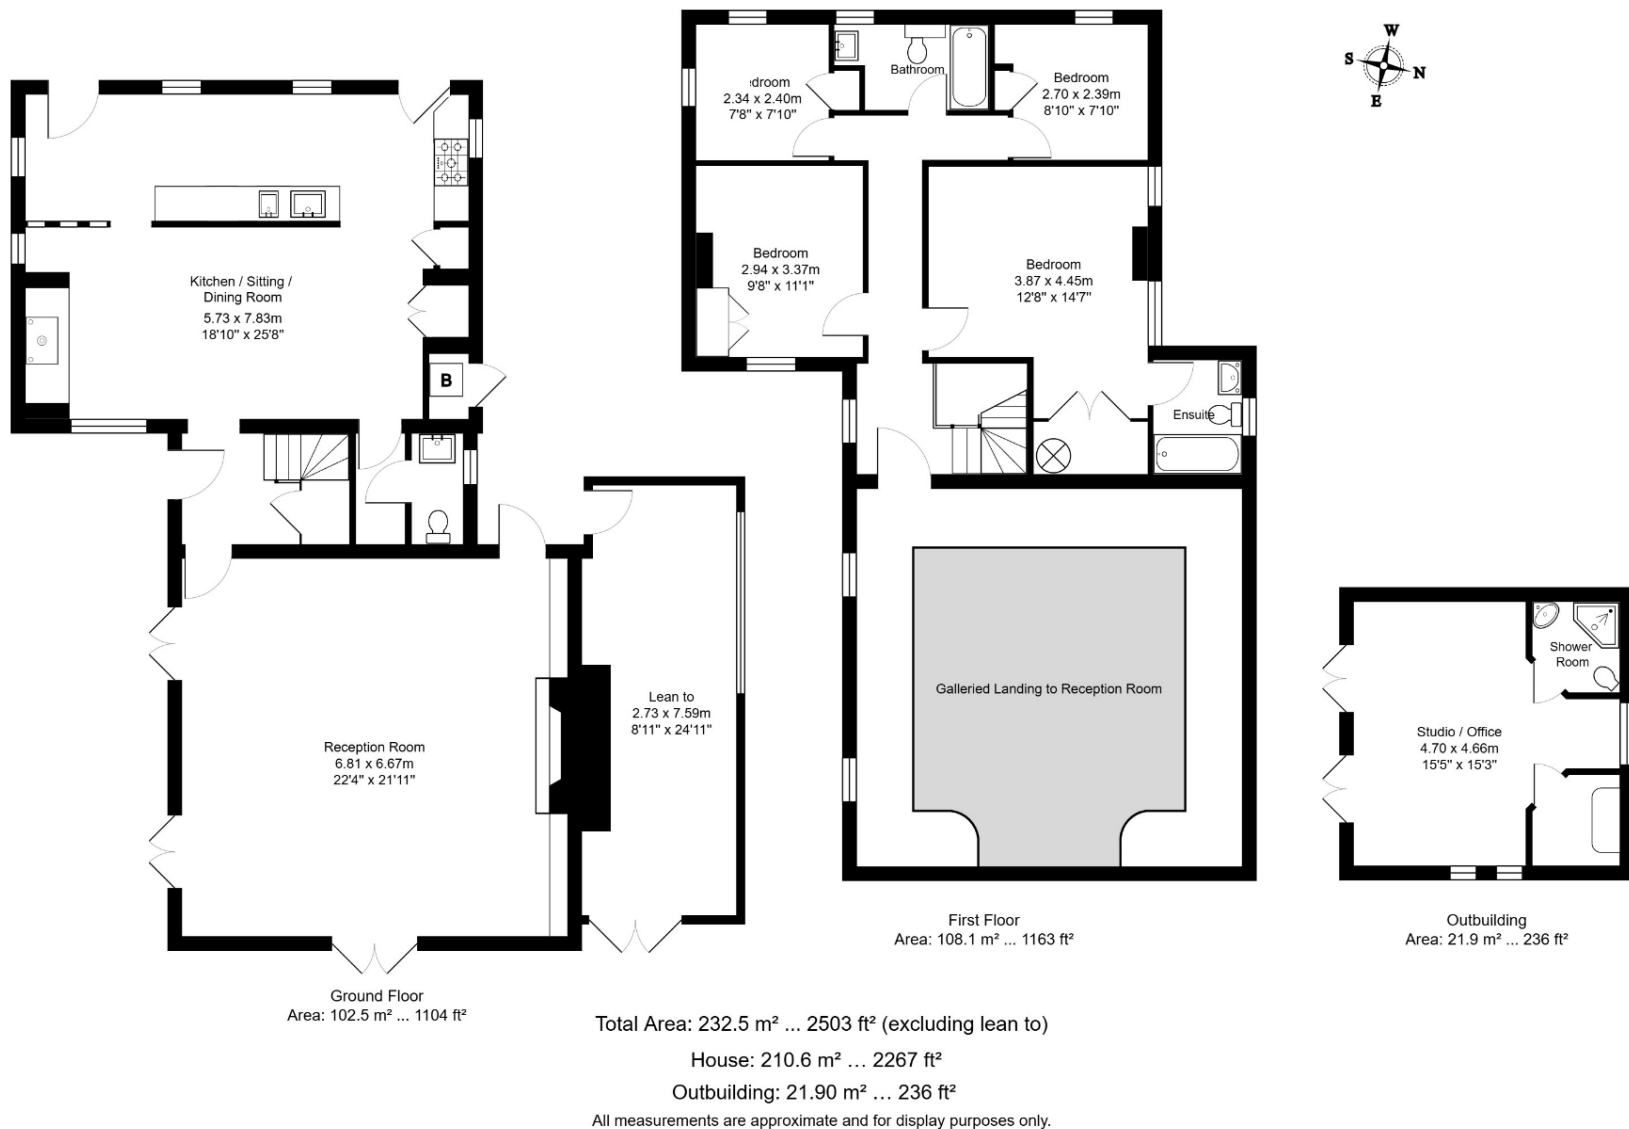 W
S
N
E
Bathroom
:droom
2.34 x 2.40m
7'8" x 7'10"
Bedroom
2.70 x 2.39m
8'10" x 7'10"
Kitchen / Sitting /
Dining Room
5.73 x 7.83m
18'10" x 25'8"
B
Bedroom
2.94 x 3.37m
9'8" x 11'1"
Bedroom
3.87 x 4.45m
12'8" x 14'7"
Ensuite
Reception Room
6.81 x 6.67m
22'4" x 21'11"
Lean to
2.73 x 7.59m
8'11" x 24'11"
Galleried Landing to Reception Room
Shower
Room
Studio / Office
4.70 x 4.66m
15'5" x 15'3"
Ground Floor
Area: 102.5 m² ... 1104 ft²
First Floor
Area: 108.1 m² ... 1163 ft²
Outbuilding
Area: 21.9 m² ... 236 ft²
Total Area: 232.5 m² ... 2503 ft² (excluding lean to)
House: 210.6 m² ... 2267 ft²
Outbuilding: 21.90 m² ... 236 ft²
All measurements are approximate and for display purposes only.